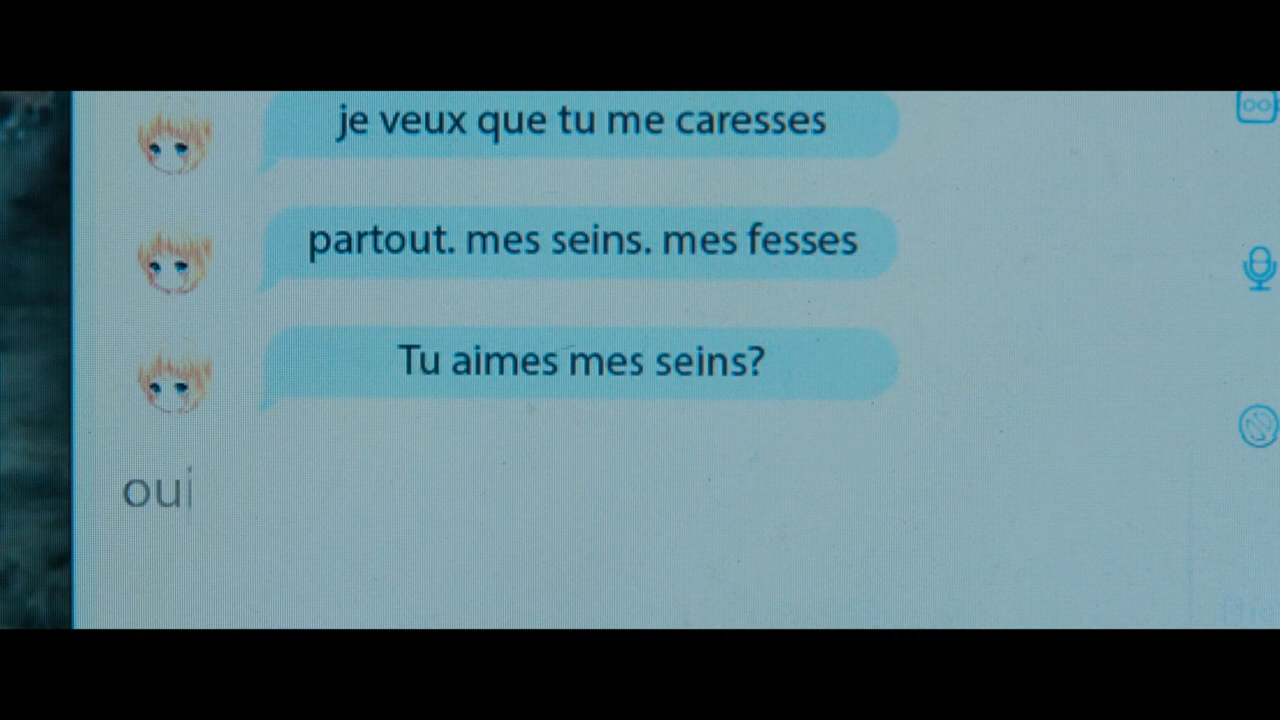 je veux que tu me caresses
partout. mes seins. mes fesses
Tu aimes mes seins?
oui